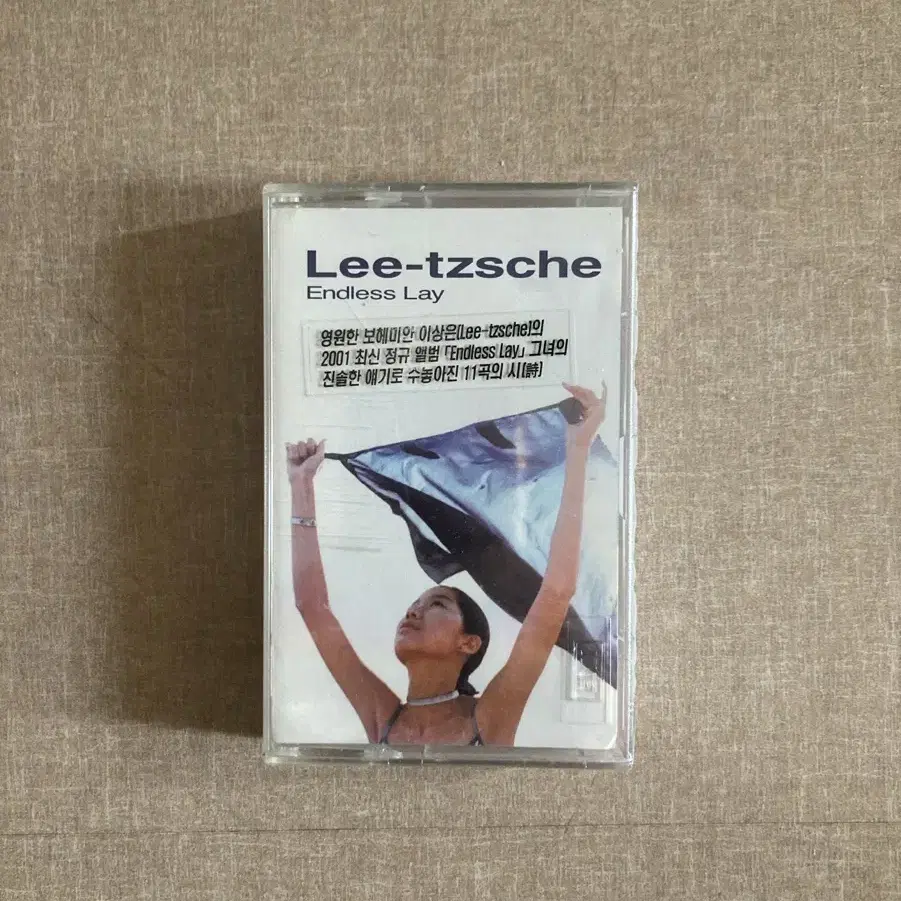 Lee-tzsche
Endless Lay
영원한 보헤미안 이상은(Lee-tzsche)의
2001 최신 정규 앨범 「Endless Lay」 그녀의
진솔한 얘기로 수놓아진 11곡의 시(詩)